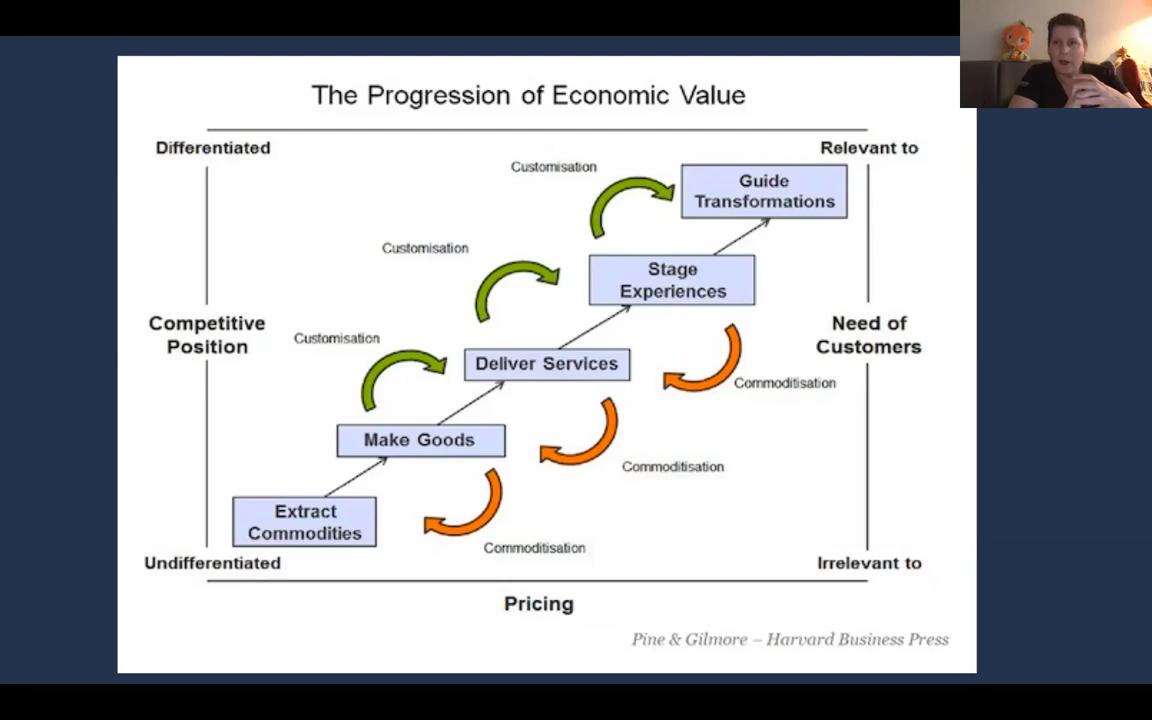 The Progression of Economic Value
Differentiated
Relevant to
Customisation
Guide
Transformations
Customisation
Stage
Experiences
Competitive
Position
Need of
Customers
Customisation
Deliver Services
Commoditisation
Make Goods
Commoditisation
Extract
Commodities
Commoditisation
Undifferentiated
Irrelevant to
Pricing
Pine & Gilmore – Harvard Business Press